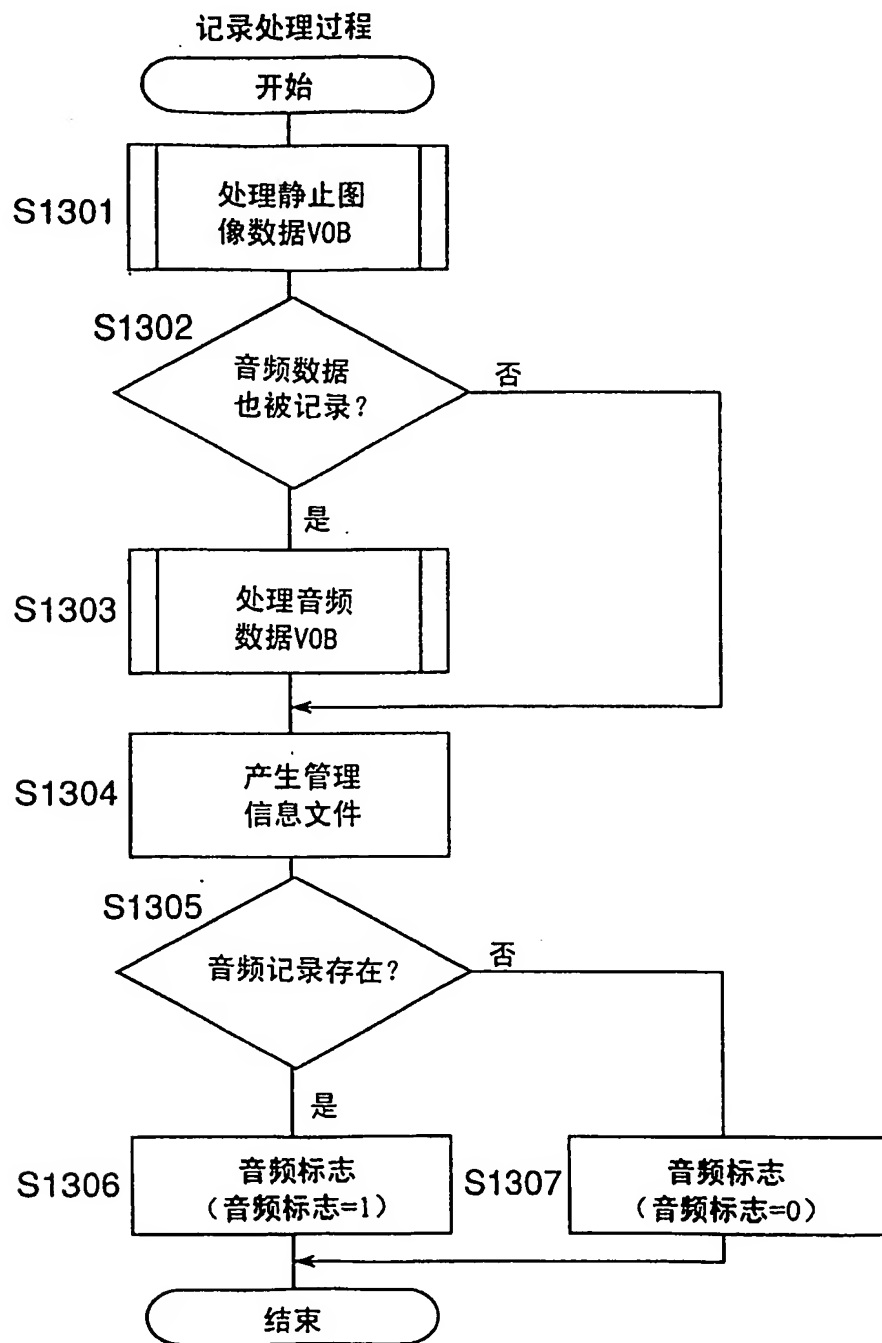 记录处理过程
开始
S1301
处理静止图
像数据VOB
S1302
音频数据
也被记录?
否
是
S1303
处理音频
数据VOB
S1304
产生管理
信息文件
S1305
音频记录存在?
否
是
S1306
音频标志
(音频标志=1)
S1307
音频标志
(音频标志=0)
结束